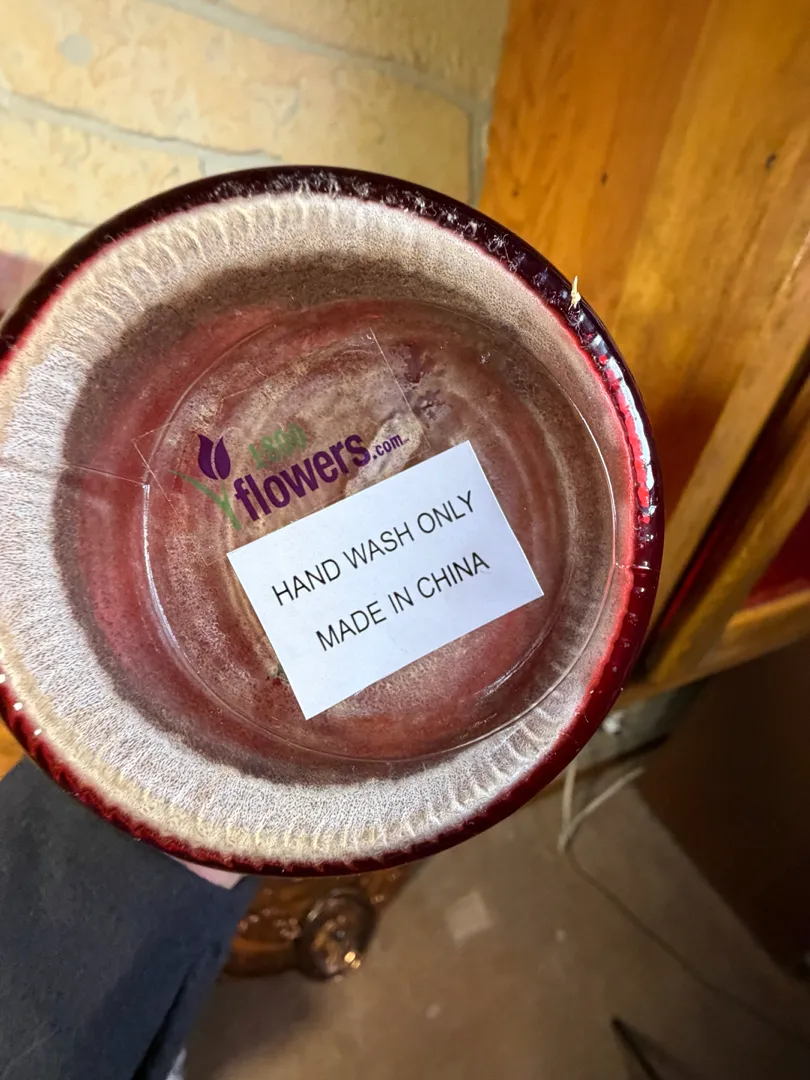 1800
flowers.com
HAND WASH ONLY
MADE IN CHINA